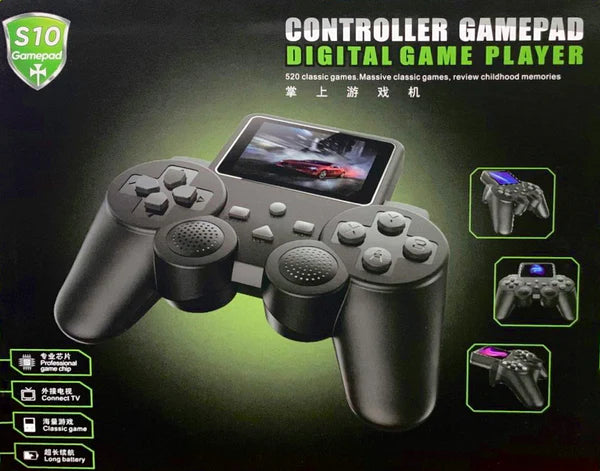 S10
Gamepad
CONTROLLER GAMEPAD
DIGITAL GAME PLAYER
520 classic games.Massive classic games, review childhood memories
掌上游戏机
专业芯片
Professional
game chip
外接电视
Connect TV
海量游戏
Classic game
超长续航
Long battery